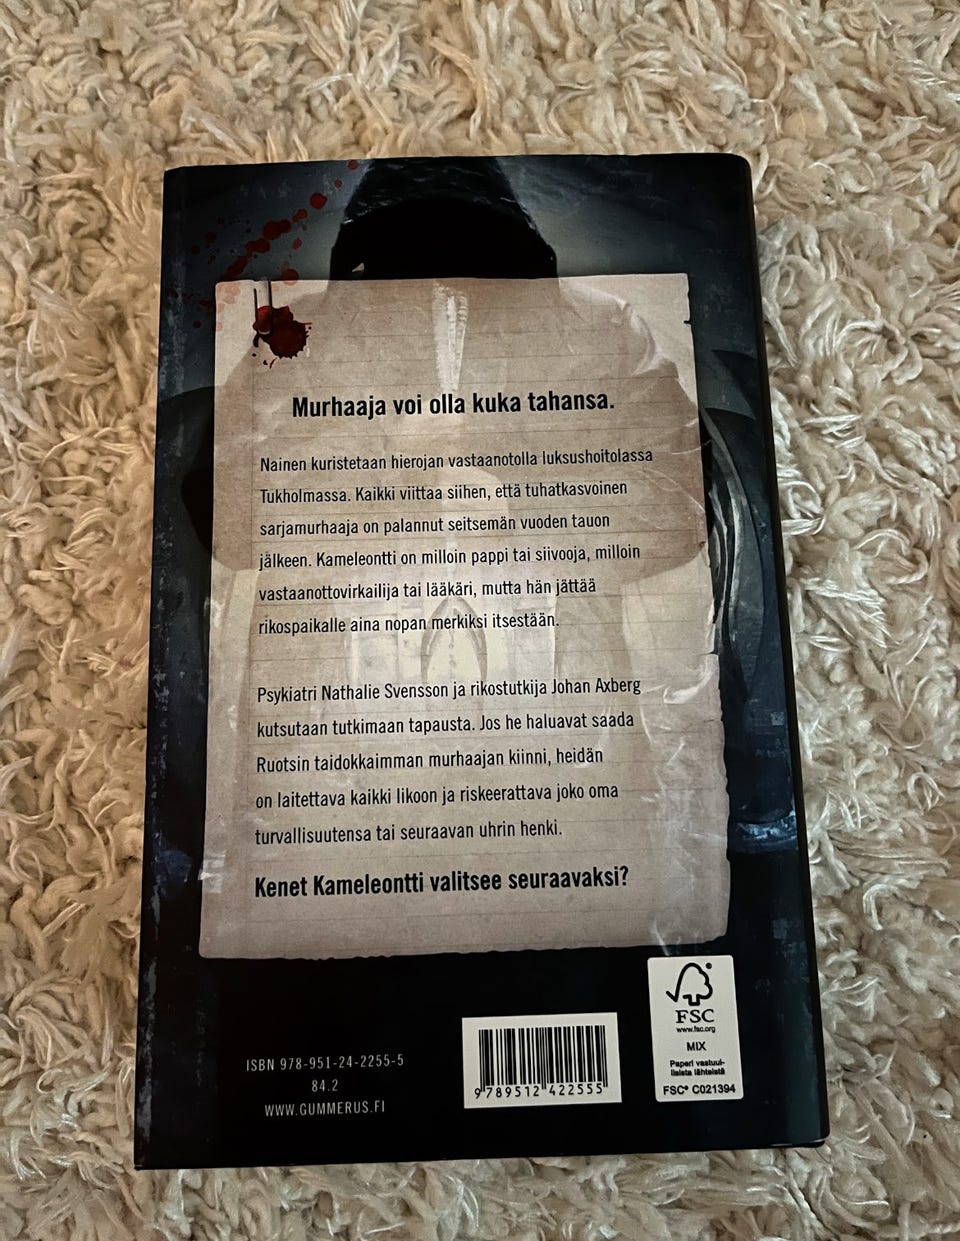 Murhaaja voi olla kuka tahansa.
Nainen kuristetaan hierojan vastaanotolla luksushoitolassa
Tukholmassa. Kaikki viittaa siihen, että tuhatkasvoinen
sarjamurhaaja on palannut seitsemän vuoden tauon
jälkeen. Kameleontti on milloin pappi tai siivooja, milloin
vastaanottovirkailija tai lääkäri, mutta hän jättää
rikospaikalle aina nopan merkiksi itsestään.
Psykiatri Nathalie Svensson ja rikostutkija Johan Axberg
kutsutaan tutkimaan tapausta. Jos he haluavat saada
Ruotsin taidokkaimman murhaajan kiinni, heidän
on laitettava kaikki likoon ja riskeerattava joko oma
turvallisuutensa tai seuraavan uhrin henki.
Kenet Kameleontti valitsee seuraavaksi?
ISBN 978-951-24-2255-5
84.2
WWW.GUMMERUS.FI
9 789512 422555
FSC
www.fsc.org
MIX
Paperi vastuul-
lisista lähteistä
FSC® C021394